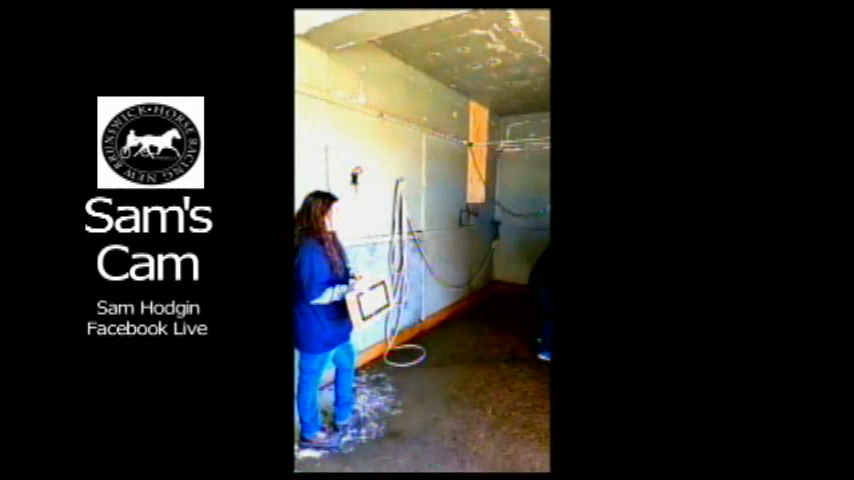 HORSE RACING NEW BRUNSWICK
Sam's
Cam
Sam Hodgin
Facebook Live